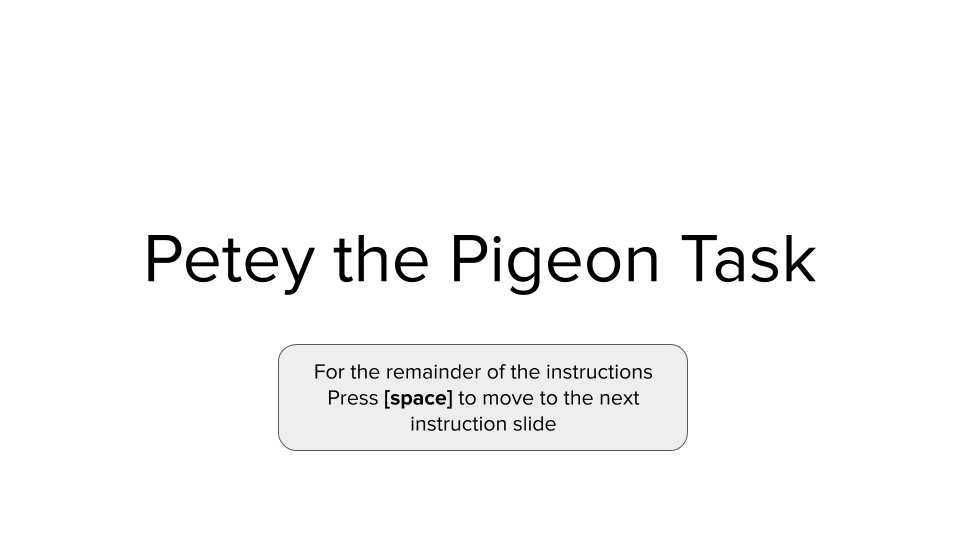 Petey the Pigeon Task
For the remainder of the instructions
Press [space] to move to the next
instruction slide